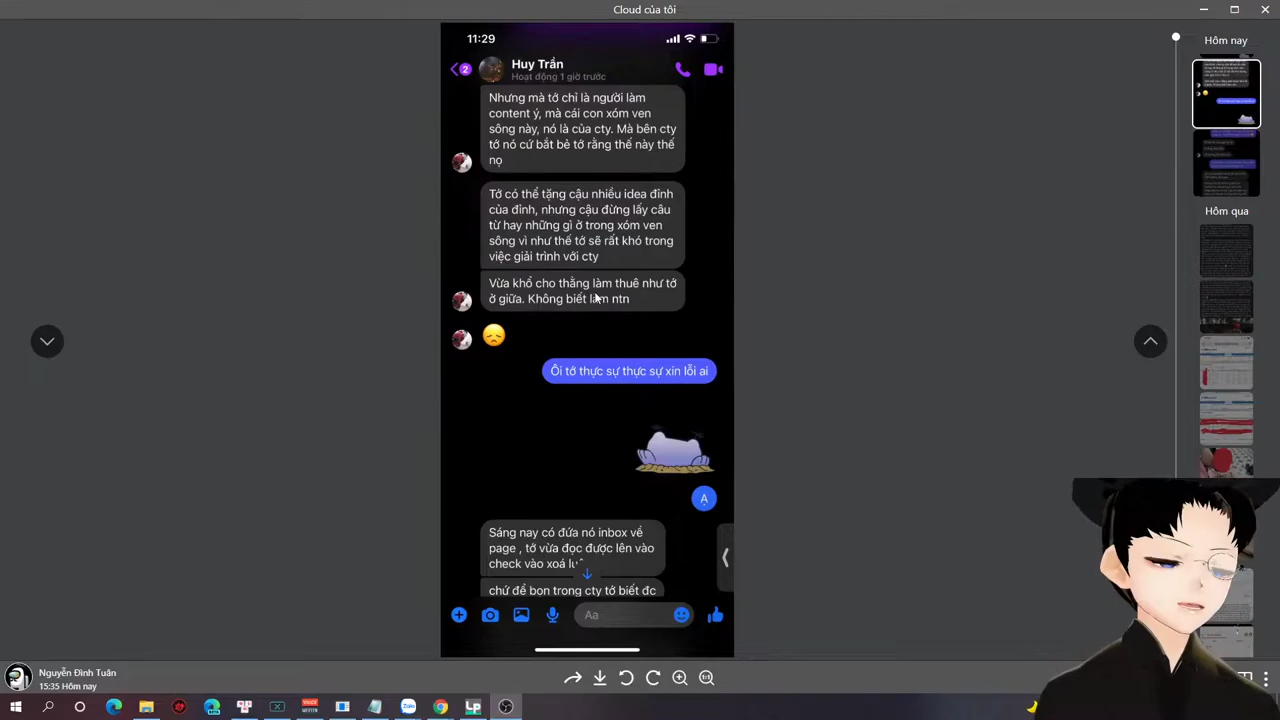 Cloud của tôi
11:29
2
Huy Trần
Hoạt động 1 giờ trước
Nhưng mà tớ chỉ là người làm
content ý, mà cái con xóm ven
sông này, nó là của cty. Mà bên cty
tớ nó cứ bắt bẻ tớ rằng thế này thế
nọ
Tớ có thể tặng cậu nhiều idea đỉnh
của đỉnh, nhưng cậu đừng lấy câu
từ hay những gì ở trong xóm ven
sông vì như thế tớ sẽ rất khó trong
việc giải trình với cty
Vừa khổ cho thằng làm thuê như tớ
ở giữa. Không biết làm ntn
Ôi tớ thực sự thực sự xin lỗi ai
Ạ
Sáng nay có đứa nó inbox về
page , tớ vừa đọc được lên vào
check vào xoá
chứ để bọn trong cty tớ biết đc
Aa
Hôm nay
Hôm qua
Nguyễn Đình Tuân
15:35 Hôm nay
1:1
Zalo
LP